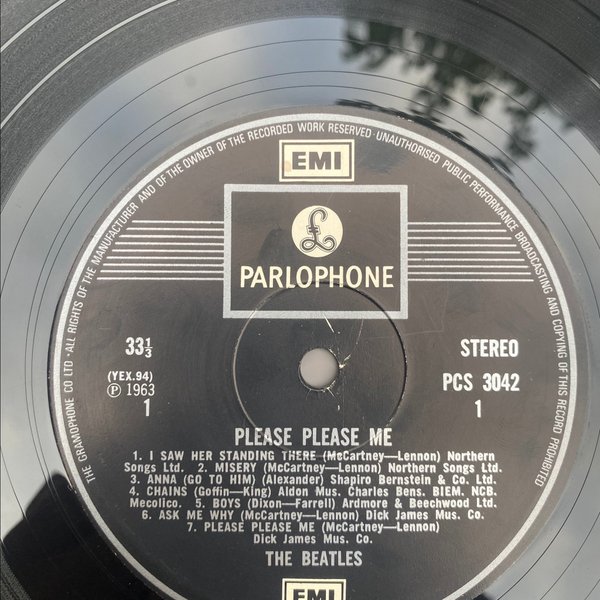 THE GRAMOPHONE CO LTD · ALL RIGHTS OF THE MANUFACTURER AND OF THE OWNER OF THE RECORDED WORK RESERVED · UNAUTHORISED PUBLIC PERFORMANCE BROADCASTING AND COPYING OF THIS RECORD PROHIBITED
EMI
£
PARLOPHONE
33⅓ STEREO
(YEX.94) PCS 3042
Ⓟ 1963
1 1
PLEASE PLEASE ME
1. I SAW HER STANDING THERE (McCartney—Lennon) Northern
Songs Ltd. 2. MISERY (McCartney—Lennon) Northern Songs Ltd.
3. ANNA (GO TO HIM) (Alexander) Shapiro Bernstein & Co. Ltd.
4. CHAINS (Goffin—King) Aldon Mus. Charles Bens. BIEM. NCB.
Mecolico. 5. BOYS (Dixon—Farrell) Ardmore & Beechwood Ltd.
6. ASK ME WHY (McCartney—Lennon) Dick James Mus. Co.
7. PLEASE PLEASE ME (McCartney—Lennon)
Dick James Mus. Co.
THE BEATLES
EMI